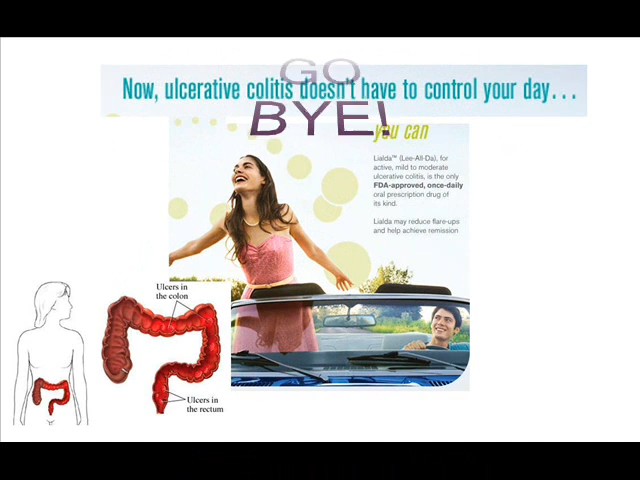 GO
Now, ulcerative colitis doesn't have to control your day...
BYE!
you can
Lialda™ (Lee-All-Da), for
active, mild to moderate
ulcerative colitis, is the only
FDA-approved, once-daily
oral prescription drug of
its kind.
Lialda may reduce flare-ups
and help achieve remission
Ulcers in
the colon
Ulcers in
the rectum